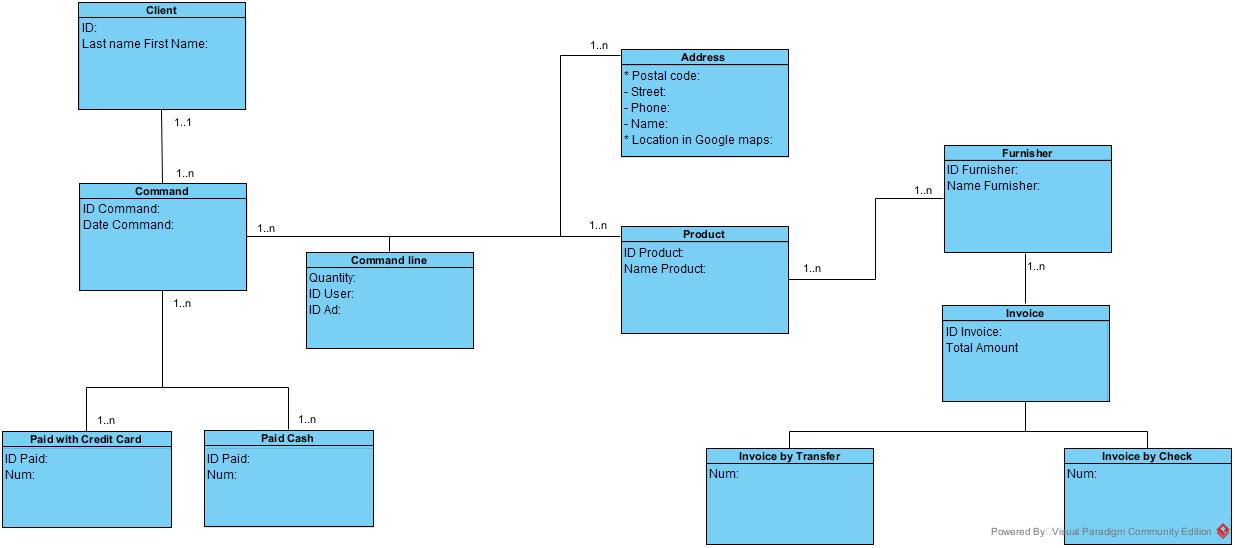 Client
ID:
Last name First Name:
1..1
1..n
Command
ID Command:
Date Command:
1..n
1..n
1..n
Address
* Postal code:
- Street:
- Phone:
- Name:
* Location in Google maps:
1..n
Command line
Quantity:
ID User:
ID Ad:
Product
ID Product:
Name Product:
1..n
1..n
Furnisher
ID Furnisher:
Name Furnisher:
1..n
Invoice
ID Invoice:
Total Amount
1..n
1..n
1..n
Paid with Credit Card
ID Paid:
Num:
Paid Cash
ID Paid:
Num:
Invoice by Transfer
Num:
Invoice by Check
Num:
Powered By Visual Paradigm Community Edition